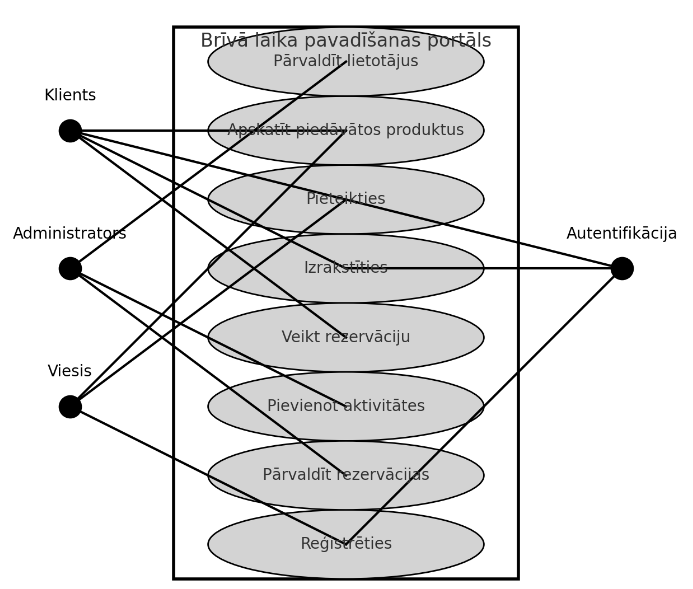 Brīvā laika pavadīšanas portāls
Pārvaldīt lietotājus
Klients
Apskatīt piedāvātos produktus
Pieteikties
Administrators
Autentifikācija
Izrakstīties
Veikt rezervāciju
Viesis
Pievienot aktivitātes
Pārvaldīt rezervācijas
Reģistrēties